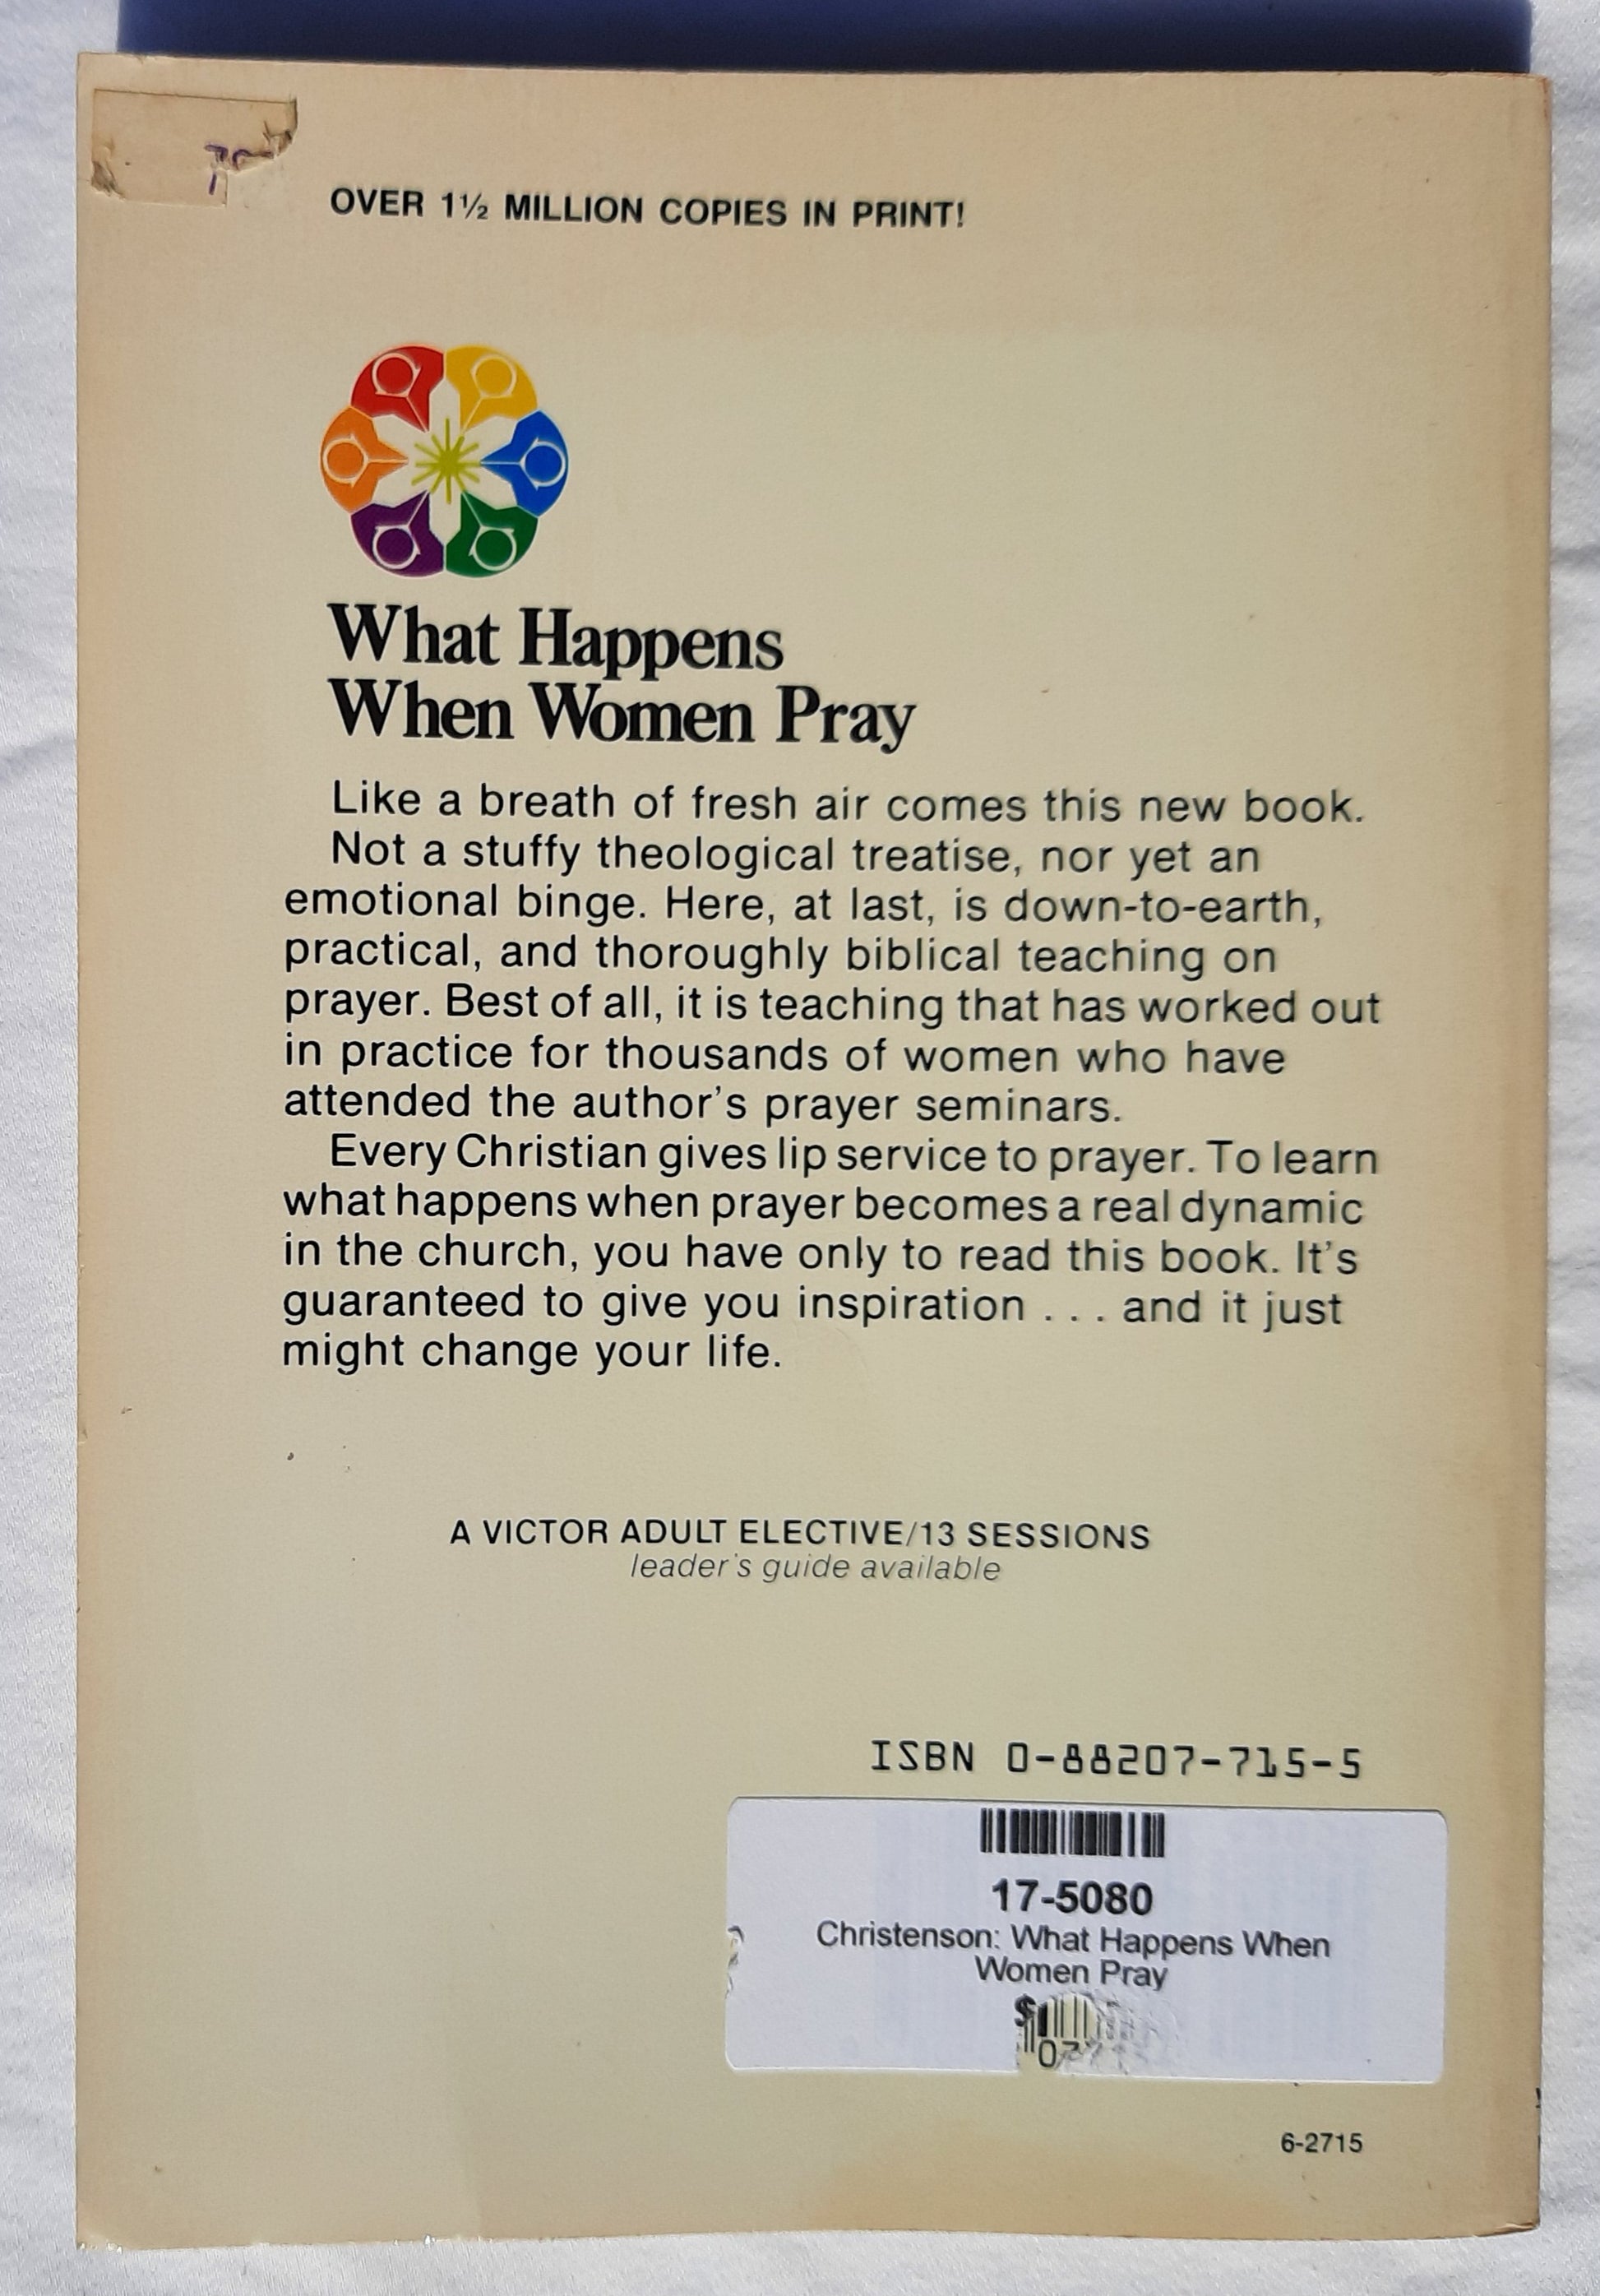 OVER 1½ MILLION COPIES IN PRINT!
What Happens
When Women Pray
Like a breath of fresh air comes this new book.
Not a stuffy theological treatise, nor yet an
emotional binge. Here, at last, is down-to-earth,
practical, and thoroughly biblical teaching on
prayer. Best of all, it is teaching that has worked out
in practice for thousands of women who have
attended the author's prayer seminars.
Every Christian gives lip service to prayer. To learn
what happens when prayer becomes a real dynamic
in the church, you have only to read this book. It's
guaranteed to give you inspiration . . . and it just
might change your life.
A VICTOR ADULT ELECTIVE/13 SESSIONS
leader's guide available
ISBN 0-88207-715-5
17-5080
Christenson: What Happens When
Women Pray
$
6-2715